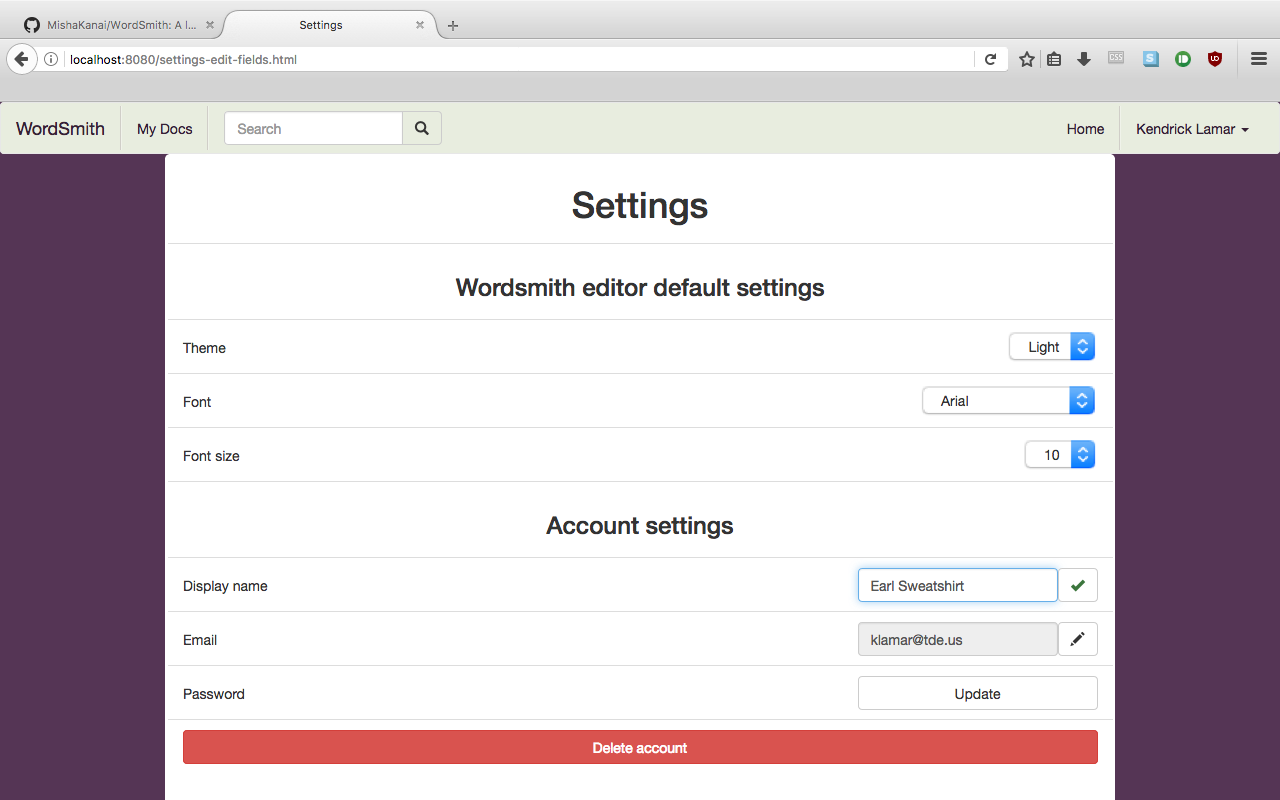 MishaKanai/WordSmith: A l...
Settings
localhost:8080/settings-edit-fields.html
WordSmith
My Docs
Search
Home
Kendrick Lamar
Settings
Wordsmith editor default settings
Theme
Light
Font
Arial
Font size
10
Account settings
Display name
Earl Sweatshirt
Email
klamar@tde.us
Password
Update
Delete account